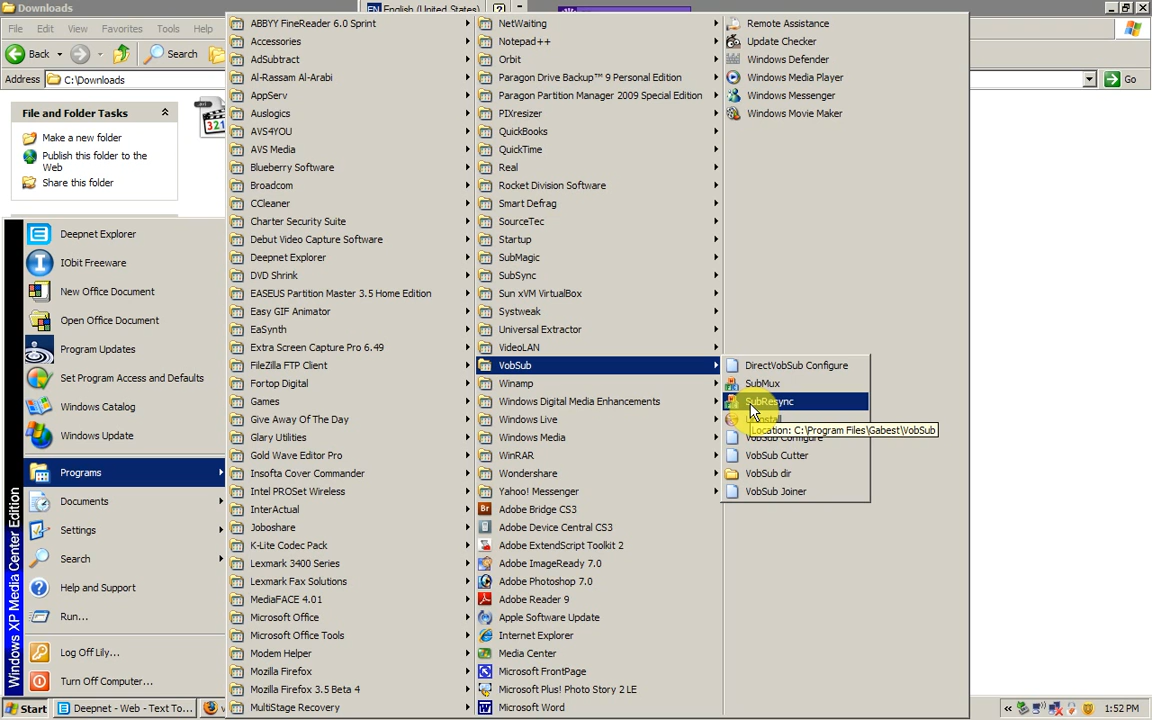 Downloads
File Edit View Favorites Tools Help
Back Search
Address C:\Downloads
Go
EN English (United States)
File and Folder Tasks
Make a new folder
Publish this folder to the
Web
Share this folder
Deepnet Explorer
IObit Freeware
New Office Document
Open Office Document
Program Updates
Set Program Access and Defaults
Windows Catalog
Windows Update
Programs
Documents
Settings
Search
Help and Support
Run...
Log Off Lily...
Turn Off Computer...
Windows XP Media Center Edition
ABBYY FineReader 6.0 Sprint
Accessories
AdSubtract
Al-Rassam Al-Arabi
AppServ
Auslogics
AVS4YOU
AVS Media
Blueberry Software
Broadcom
CCleaner
Charter Security Suite
Debut Video Capture Software
Deepnet Explorer
DVD Shrink
EASEUS Partition Master 3.5 Home Edition
Easy GIF Animator
EaSynth
Extra Screen Capture Pro 6.49
FileZilla FTP Client
Fortop Digital
Games
Give Away Of The Day
Glary Utilities
Gold Wave Editor Pro
Insofta Cover Commander
Intel PROSet Wireless
InterActual
Joboshare
K-Lite Codec Pack
Lexmark 3400 Series
Lexmark Fax Solutions
MediaFACE 4.01
Microsoft Office
Microsoft Office Tools
Modem Helper
Mozilla Firefox
Mozilla Firefox 3.5 Beta 4
MultiStage Recovery
NetWaiting
Notepad++
Orbit
Paragon Drive Backup™ 9 Personal Edition
Paragon Partition Manager 2009 Special Edition
PIXresizer
QuickBooks
QuickTime
Real
Rocket Division Software
Smart Defrag
SourceTec
Startup
SubMagic
SubSync
Sun xVM VirtualBox
Systweak
Universal Extractor
VideoLAN
VobSub
Winamp
Windows Digital Media Enhancements
Windows Live
Windows Media
WinRAR
Wondershare
Yahoo! Messenger
Adobe Bridge CS3
Adobe Device Central CS3
Adobe ExtendScript Toolkit 2
Adobe ImageReady 7.0
Adobe Photoshop 7.0
Adobe Reader 9
Apple Software Update
Internet Explorer
Media Center
Microsoft FrontPage
Microsoft Plus! Photo Story 2 LE
Microsoft Word
Remote Assistance
Update Checker
Windows Defender
Windows Media Player
Windows Messenger
Windows Movie Maker
DirectVobSub Configure
SubMux
SubResync
Uninstall
Location: C:\Program Files\Gabest\VobSub
VobSub Configure
VobSub Cutter
VobSub dir
VobSub Joiner
321
Start
Deepnet - Web - Text To...
1:52 PM